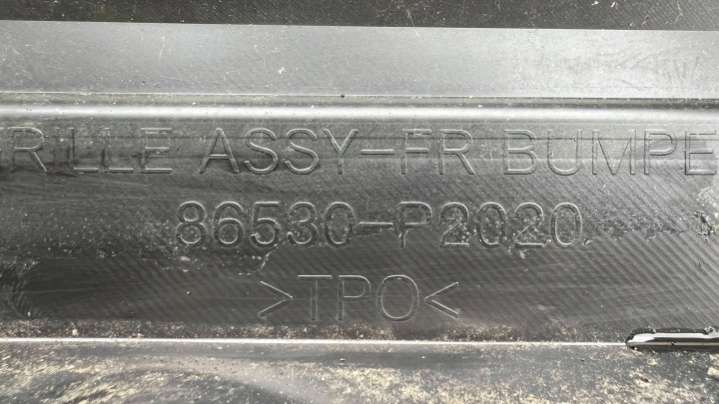 RILLE ASSY-FR BUMPE
86530-P2020
>TPO<